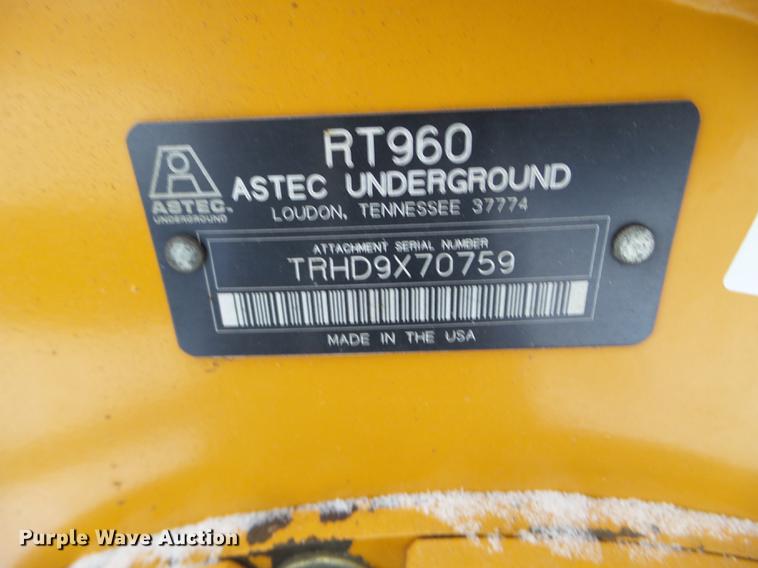 RT960
ASTEC UNDERGROUND
LOUDON, TENNESSEE 37774
ASTEC
UNDERGROUND
ATTACHMENT SERIAL NUMBER
TRHD9X70759
MADE IN THE USA
Purple Wave Auction